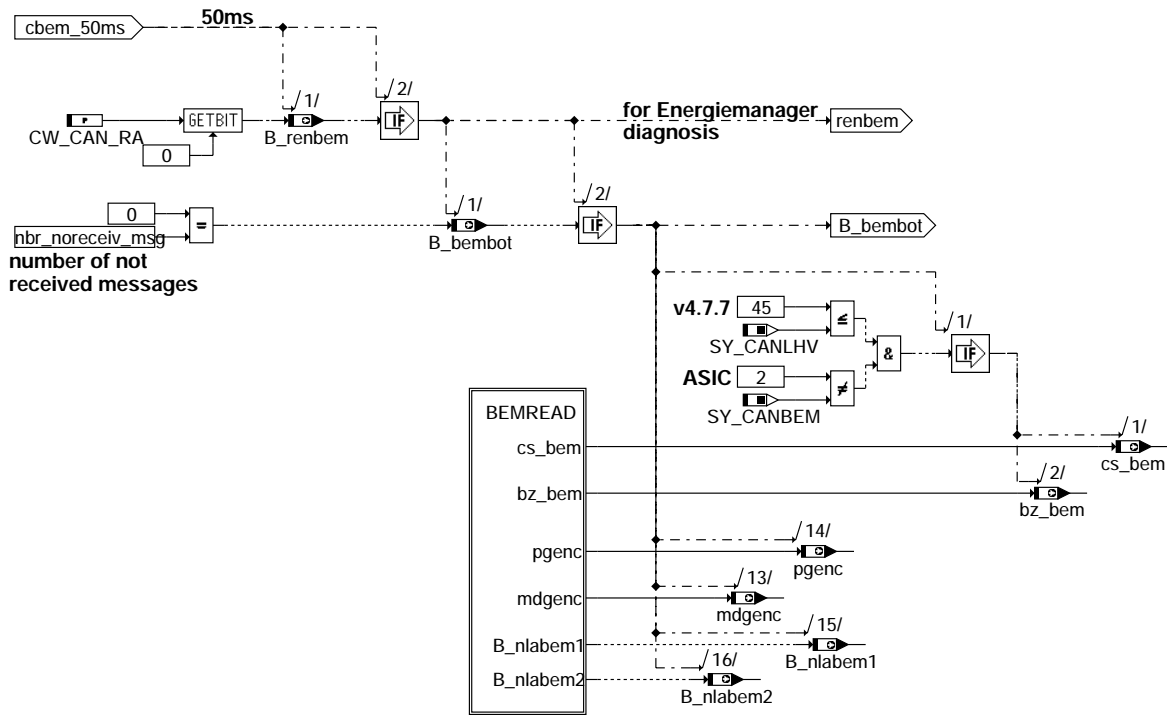 50ms
cbem_50ms
/2/
/1/
for Energiemanager
diagnosis
renbem
GETBIT
IF
B_renbem
CW_CAN_RA
0
/2/
/1/
0
=
IF
B_bembot
nbr_noreceiv_msg
B_bembot
number of not
received messages
v4.7.7
45
≤
/1/
SY_CANLHV
&
IF
ASIC
2
≠
SY_CANBEM
BEMREAD
/1/
cs_bem
cs_bem
/2/
bz_bem
bz_bem
/14/
pgenc
pgenc
/13/
mdgenc
mdgenc
/15/
B_nlabem1
B_nlabem1
/16/
B_nlabem2
B_nlabem2